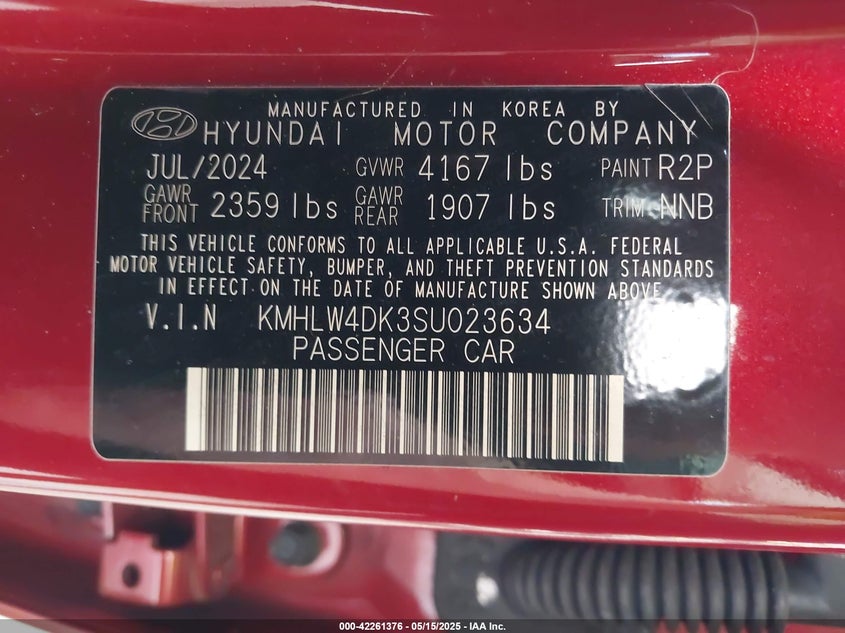 MANUFACTURED IN KOREA BY
HYUNDAI MOTOR COMPANY
JUL/2024 GVWR 4167 lbs PAINT R2P
GAWR FRONT 2359 lbs GAWR REAR 1907 lbs TRIM NNB
THIS VEHICLE CONFORMS TO ALL APPLICABLE U.S.A. FEDERAL
MOTOR VEHICLE SAFETY, BUMPER, AND THEFT PREVENTION STANDARDS
IN EFFECT ON THE DATE OF MANUFACTURE SHOWN ABOVE
V.I.N KMHLW4DK3SU023634
PASSENGER CAR
000-42261376 - 05/15/2025 - IAA Inc.